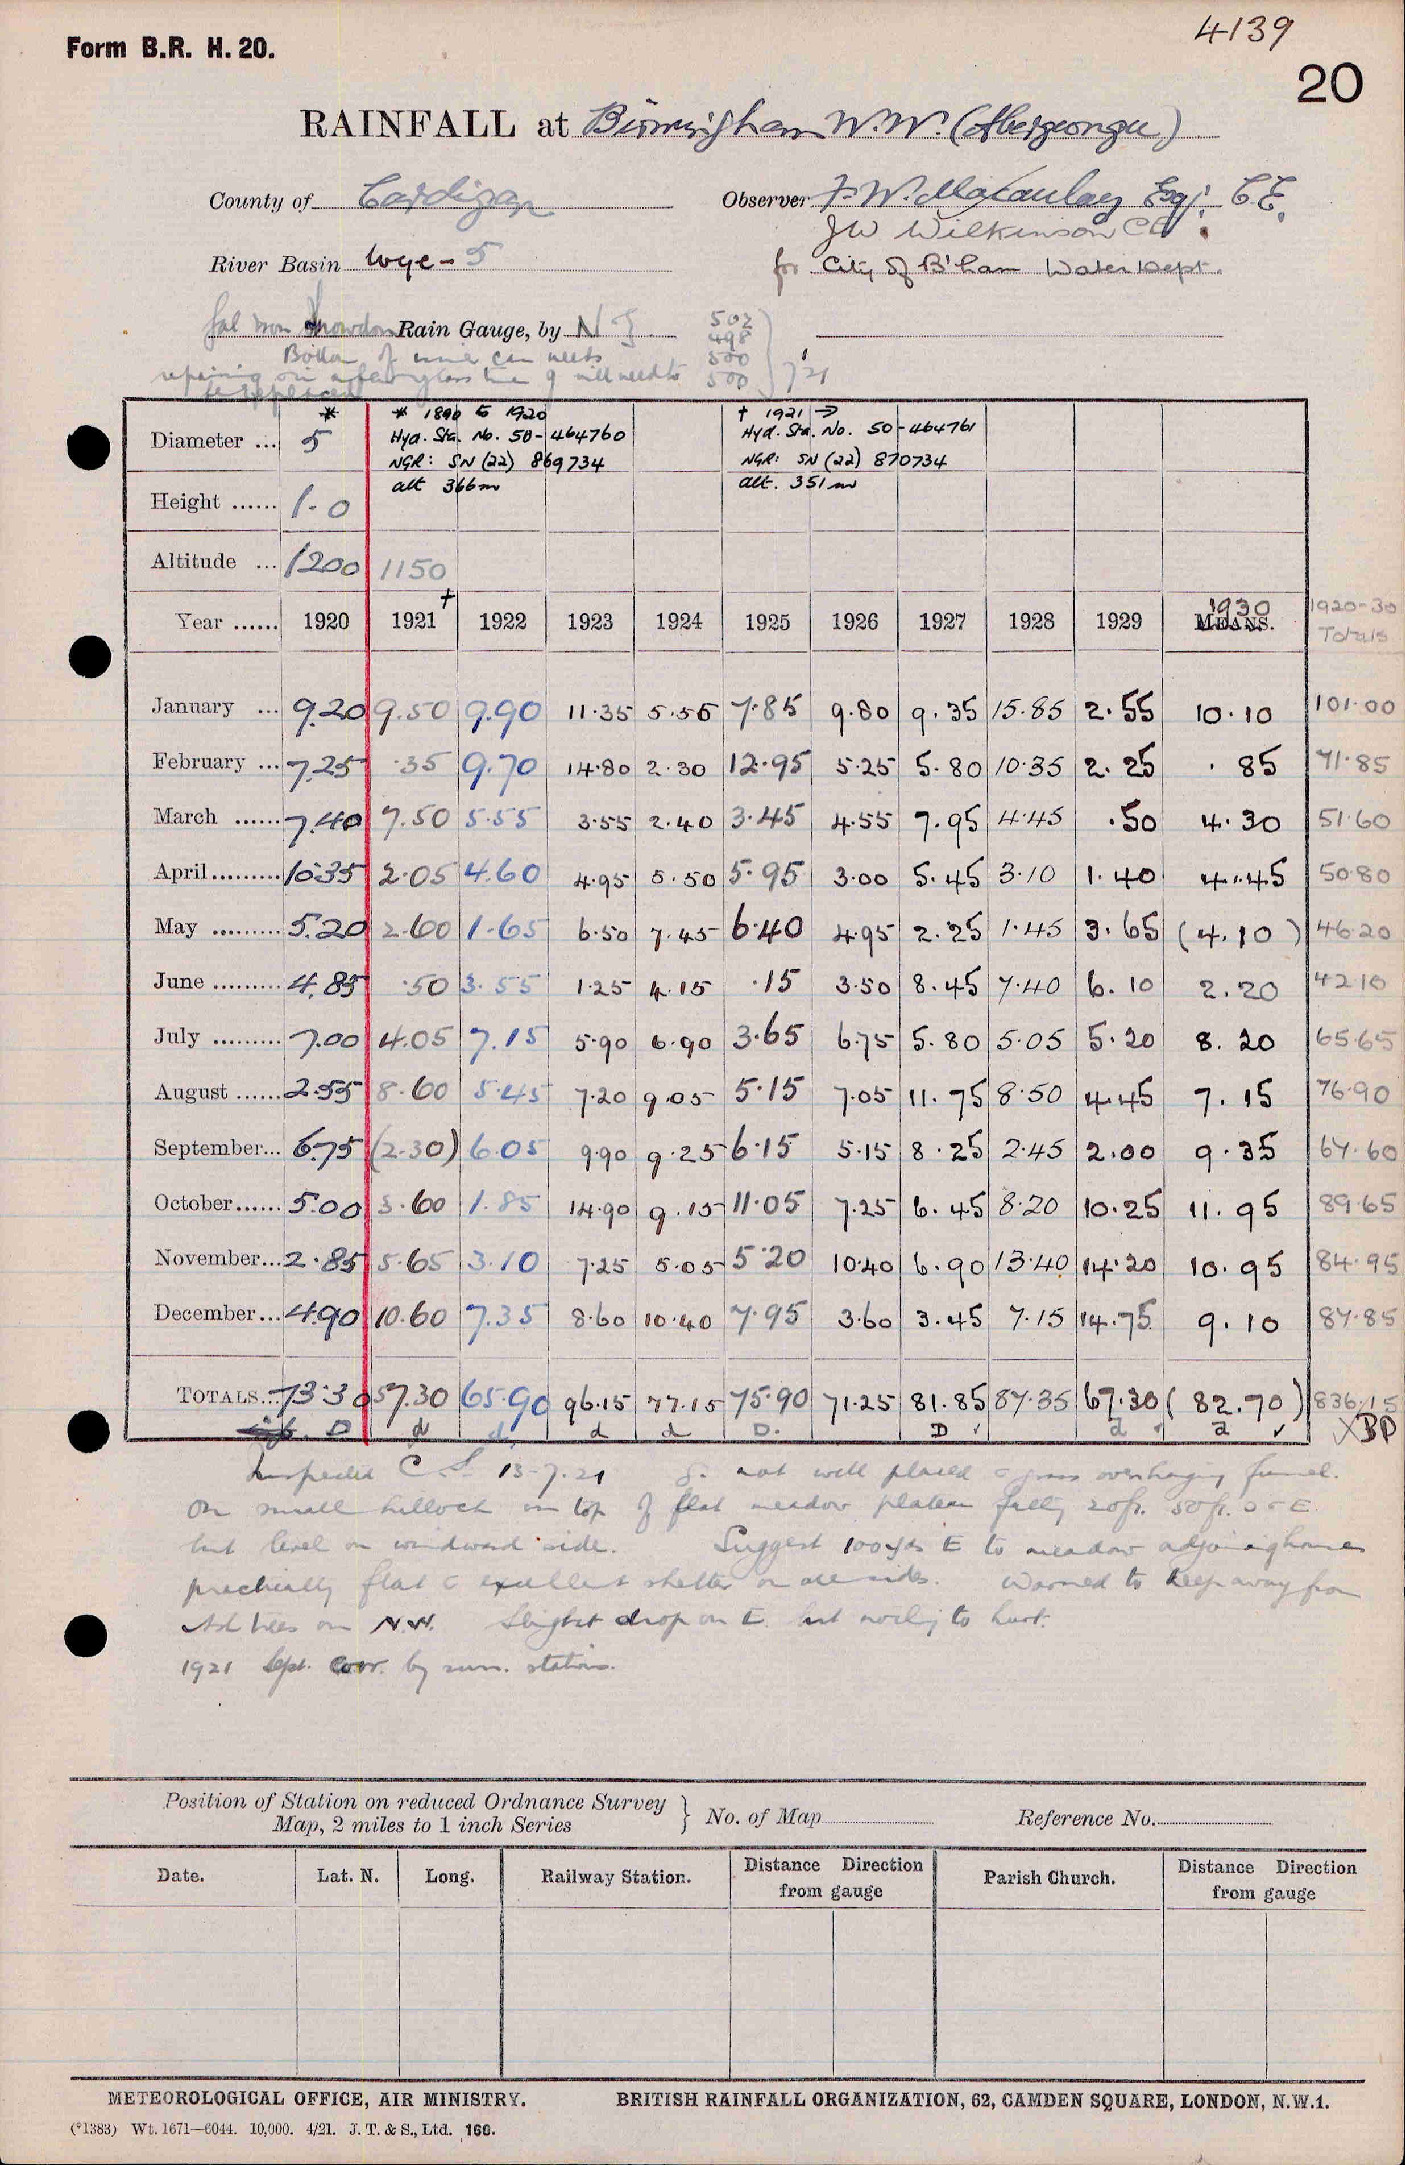 4139
Form B.R. H. 20.
20
RAINFALL at Birmingham W.W. (Abergwngu)
County of Cardigan
Observer F. W. Macaulay Esq. C.E.
J W Wilkinson CE
River Basin Wye - 5
for City of B'ham Water Dept.
Snowdon Rain Gauge, by N Z
502
498
500
500 } 7 21
Bottom of inner can needs
repairing
Diameter ... 5 *
* 1890 to 1920
Hyd. Sta. No. 50-464760
NGR: SN (22) 869734
alt 366m
† 1921 →
Hyd. Sta. No. 50-464761
NGR: SN (22) 870734
alt. 351m
Height ...... 1-0
Altitude ... 1200 1150
Year ...... 1920 1921 † 1922 1923 1924 1925 1926 1927 1928 1929 1930 MEANS. 1920-30 Totals
January ... 9.20 9.50 9.90 11.35 5.55 7.85 9.80 9.35 15.85 2.55 10.10 101.00
February ... 7.25 .35 9.70 14.80 2.30 12.95 5.25 5.80 10.35 2.25 .85 71.85
March ...... 7.40 7.50 5.55 3.55 2.40 3.45 4.55 7.95 4.45 .50 4.30 51.60
April ......... 10.35 2.05 4.60 4.95 5.50 5.95 3.00 5.45 3.10 1.40 4.45 50.80
May ......... 5.20 2.60 1.65 6.50 7.45 6.40 4.95 2.25 1.45 3.65 (4.10) 46.20
June ......... 4.85 .50 3.55 1.25 4.15 .15 3.50 8.45 7.40 6.10 2.20 42.10
July ......... 7.00 4.05 7.15 5.90 6.90 3.65 6.75 5.80 5.05 5.20 8.20 65.65
August ...... 2.55 8.60 5.45 7.20 9.05 5.15 7.05 11.75 8.50 4.45 7.15 76.90
September... 6.75 (2.30) 6.05 9.90 9.25 6.15 5.15 8.25 2.45 2.00 9.35 67.60
October ...... 5.00 3.60 1.85 14.90 9.15 11.05 7.25 6.45 8.20 10.25 11.95 89.65
November... 2.85 5.65 3.10 7.25 5.05 5.20 10.40 6.90 13.40 14.20 10.95 84.95
December... 4.90 10.60 7.35 8.60 10.40 7.95 3.60 3.45 7.15 14.75 9.10 87.85
TOTALS... 73.30 57.30 65.90 96.15 77.15 75.90 71.25 81.85 87.35 67.30 (82.70) 836.15
D d d d d D. D ✓ d ✓ a ✓ X BP
Inspected C S 13-7.21 g. not well placed c grass overhanging funnel.
On small hillock on top of flat meadow plateau falling 20ft. 50ft. S & E
but level on windward side. Suggest 100 yds E to meadow adjoining house
practically flat c excellent shelter on all sides. Warned to keep away from
Ash trees on N.W. Slight drop on E. but nothing to hurt.
1921 Sept. corr. by surr. stations.
Position of Station on reduced Ordnance Survey
Map, 2 miles to 1 inch Series } No. of Map Reference No.
Date. Lat. N. Long. Railway Station. Distance Direction from gauge Parish Church. Distance Direction from gauge
METEOROLOGICAL OFFICE, AIR MINISTRY. BRITISH RAINFALL ORGANIZATION, 62, CAMDEN SQUARE, LONDON, N.W.1.
(*1383) Wt. 1671—6044. 10,000. 4/21. J. T. & S., Ltd. 166.